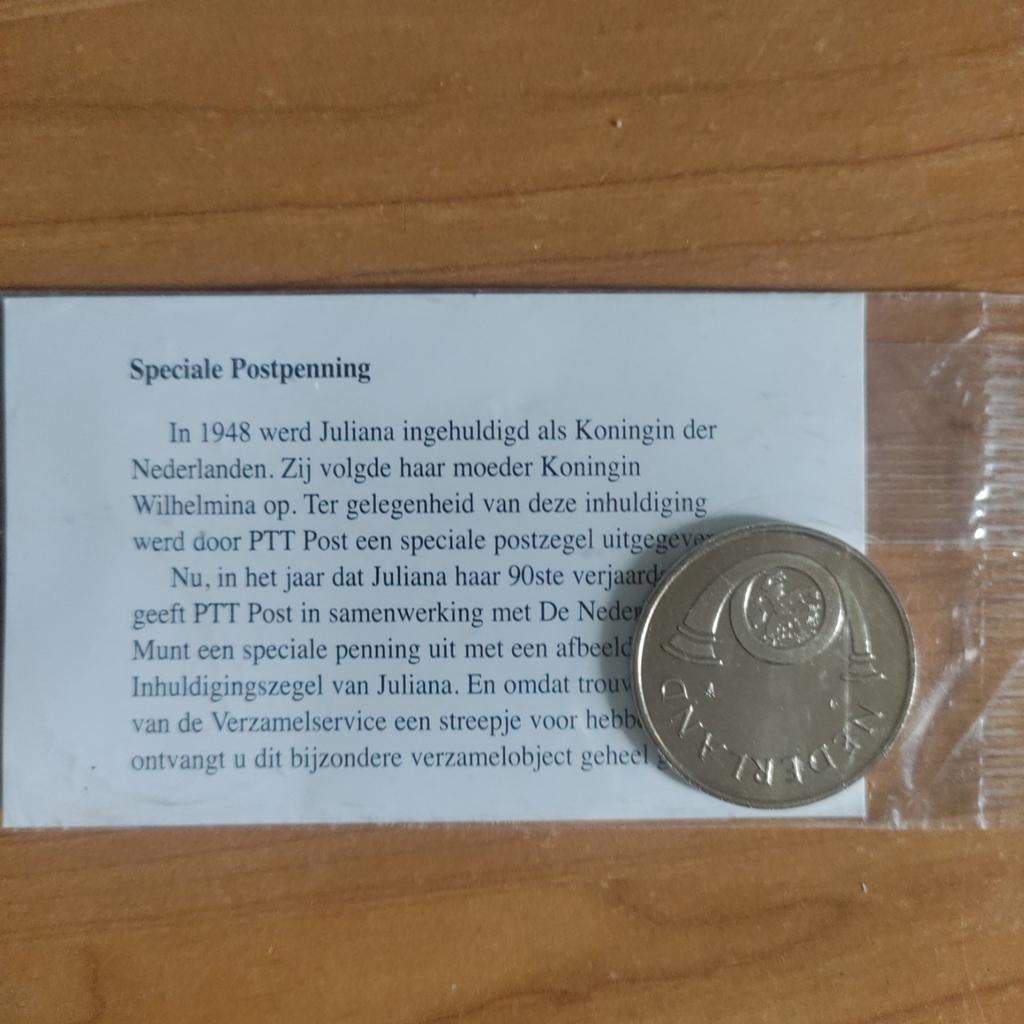 Speciale Postpenning
In 1948 werd Juliana ingehuldigd als Koningin der
Nederlanden. Zij volgde haar moeder Koningin
Wilhelmina op. Ter gelegenheid van deze inhuldiging
werd door PTT Post een speciale postzegel
Nu, in het jaar dat Juliana haar 90ste
geeft PTT Post in samenwerking met De
Munt een speciale penning uit met een
Inhuldigingszegel van Juliana. En omdat
van de Verzamelservice een streepje voor
ontvangt u dit bijzondere verzamelobject geheel
NEDERLAND